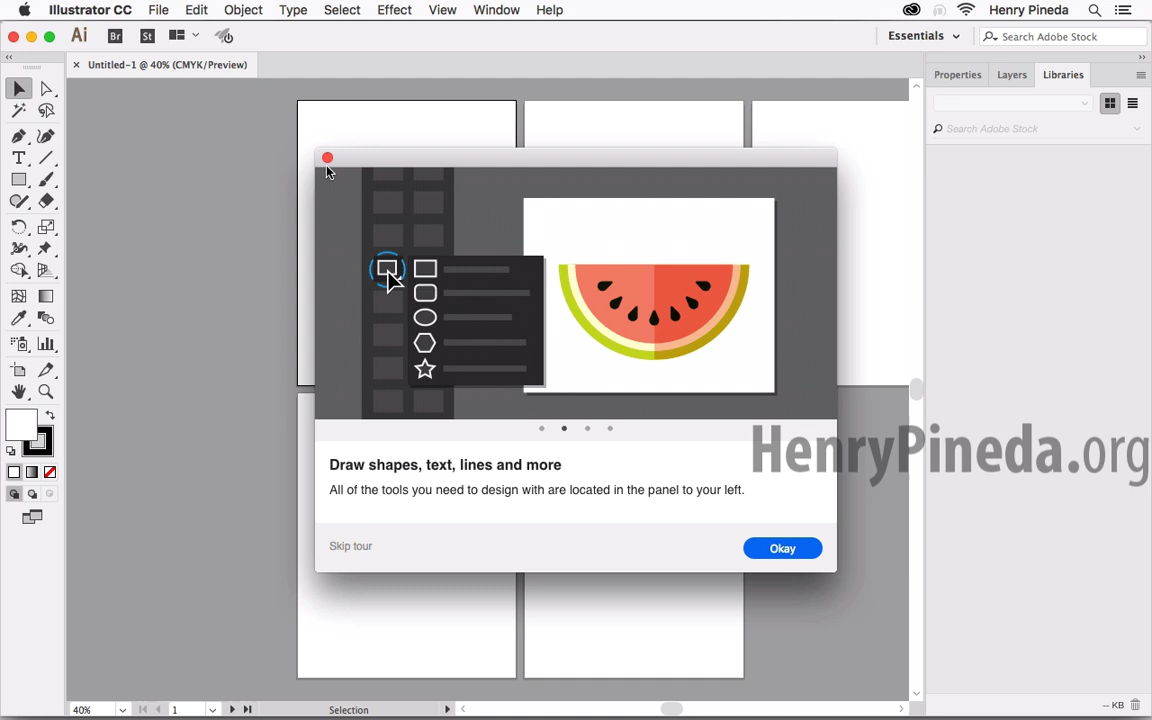 Illustrator CC File Edit Object Type Select Effect View Window Help Henry Pineda
Ai Br St Essentials Search Adobe Stock
× Untitled-1 @ 40% (CMYK/Preview)
Properties Layers Libraries
Search Adobe Stock
T
HenryPineda.org
Draw shapes, text, lines and more
All of the tools you need to design with are located in the panel to your left.
Skip tour
Okay
40% 1 Selection
-- KB